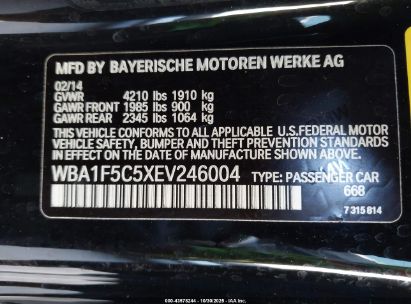 MFD BY BAYERISCHE MOTOREN WERKE AG
02/14
GVWR 4210 lbs 1910 kg
GAWR FRONT 1985 lbs 900 kg
GAWR REAR 2345 lbs 1064 kg
THIS VEHICLE CONFORMS TO ALL APPLICABLE U.S.FEDERAL MOTOR
VEHICLE SAFETY, BUMPER AND THEFT PREVENTION STANDARDS
IN EFFECT ON THE DATE OF MANUFACTURE SHOWN ABOVE.
WBA1F5C5XEV246004 TYPE: PASSENGER CAR
668
7 315 814